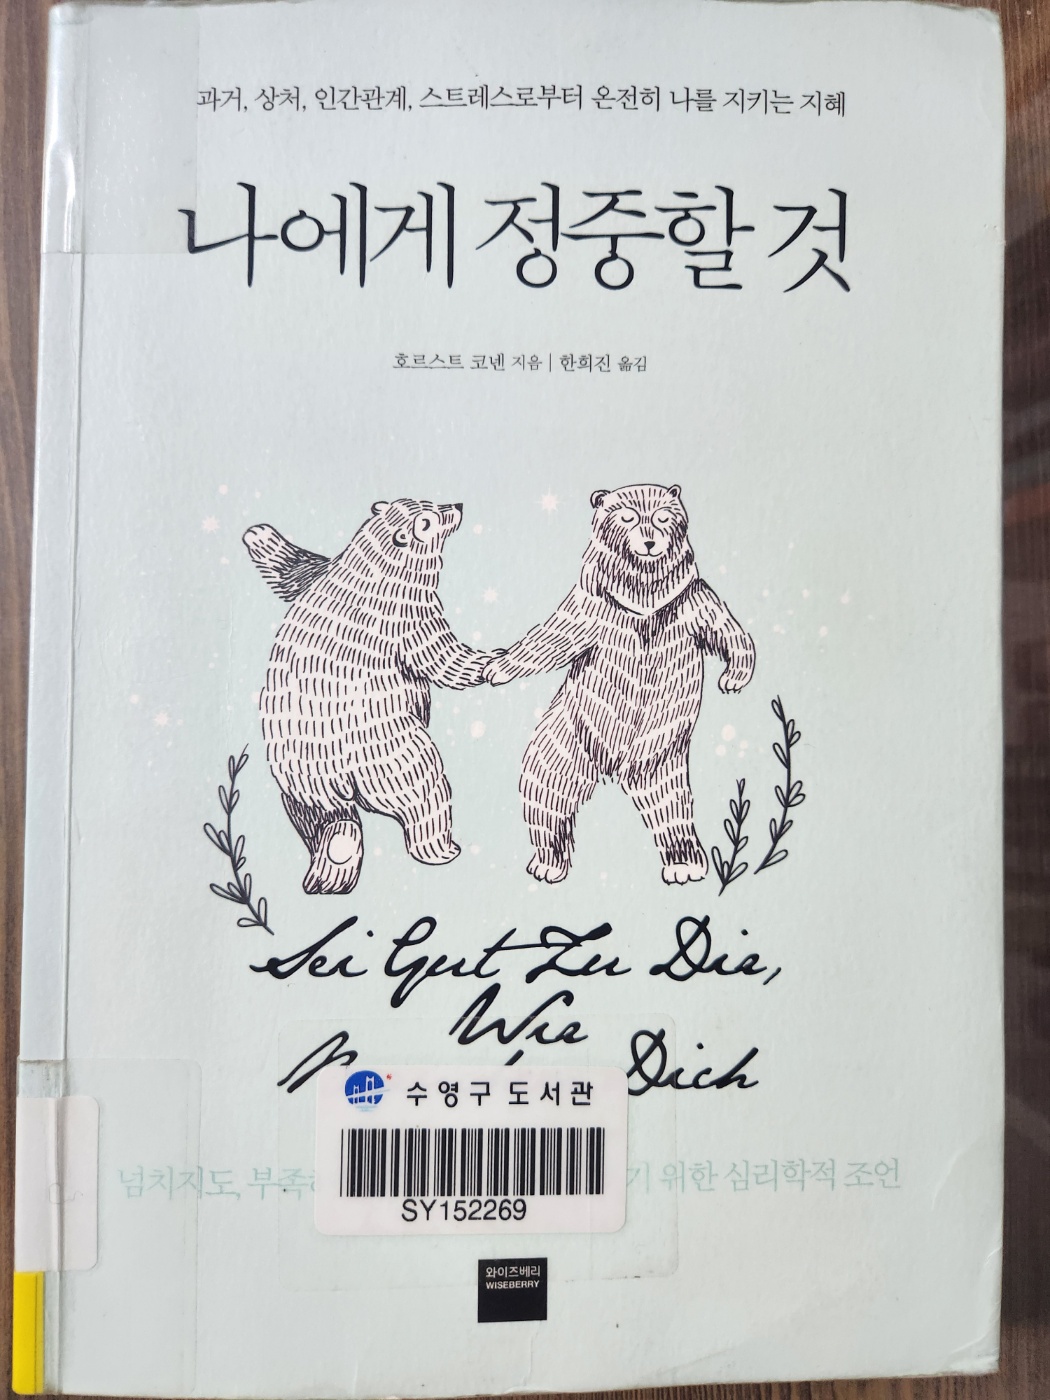 과거, 상처, 인간관계, 스트레스로부터 온전히 나를 지키는 지혜
나에게 정중할 것
호르스트 코넨 지음 | 한희진 옮김
Sei Gut Zu Dir,
Wie
Dich
수영구 도서관
SY152269
넘치지도, 위한 심리학적 조언
와이즈베리
WISEBERRY